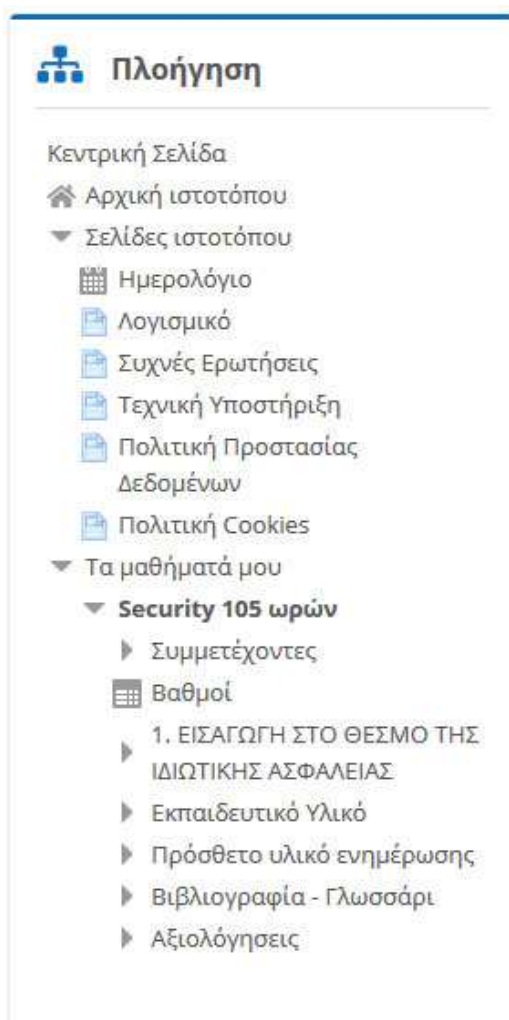 Πλοήγηση
Κεντρική Σελίδα
Αρχική ιστοτόπου
Σελίδες ιστοτόπου
Ημερολόγιο
Λογισμικό
Συχνές Ερωτήσεις
Τεχνική Υποστήριξη
Πολιτική Προστασίας
Δεδομένων
Πολιτική Cookies
Τα μαθήματά μου
Security 105 ωρών
Συμμετέχοντες
Βαθμοί
1. ΕΙΣΑΓΩΓΗ ΣΤΟ ΘΕΣΜΟ ΤΗΣ
ΙΔΙΩΤΙΚΗΣ ΑΣΦΑΛΕΙΑΣ
Εκπαιδευτικό Υλικό
Πρόσθετο υλικό ενημέρωσης
Βιβλιογραφία - Γλωσσάρι
Αξιολόγησεις